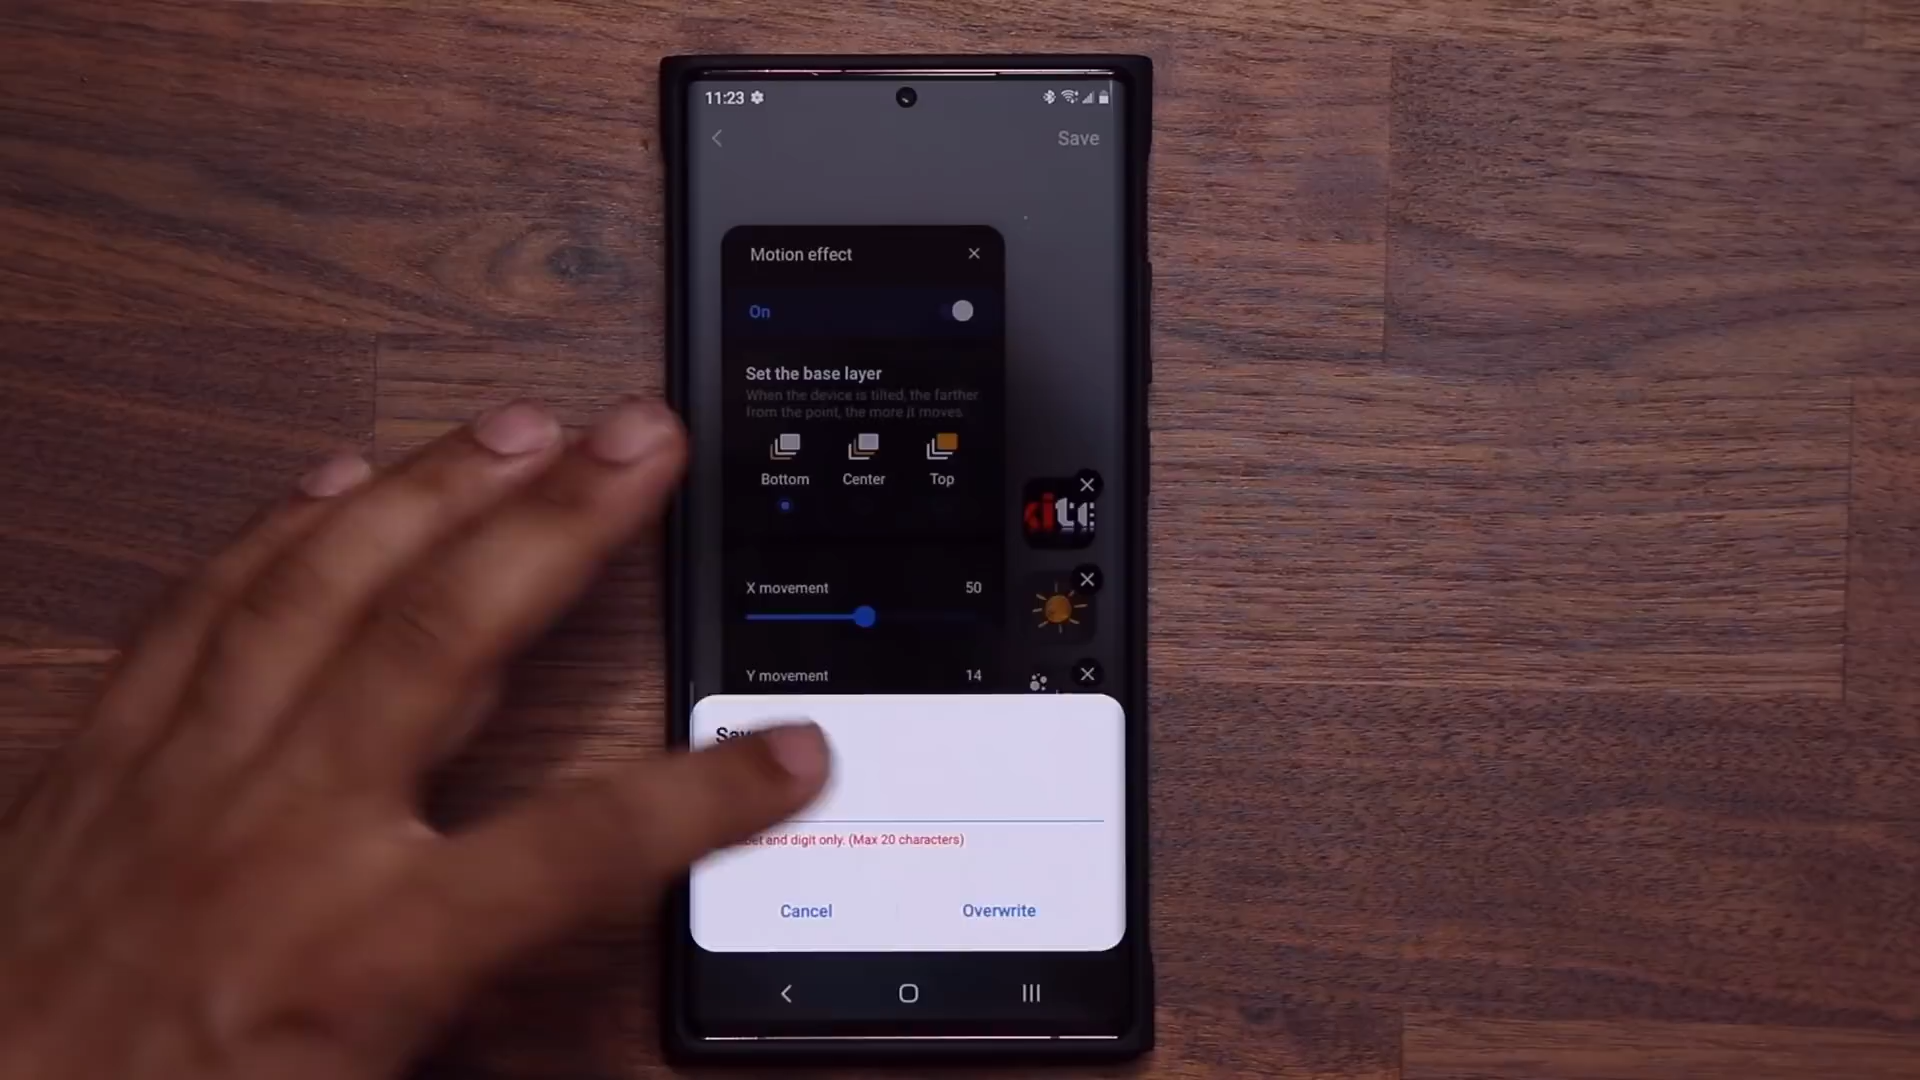 11:23
Save
Motion effect
On
Set the base layer
When the device is tilted, the farther
from the point, the more it moves.
Bottom Center Top
X movement 50
Y movement 14
and digit only. (Max 20 characters)
Cancel Overwrite